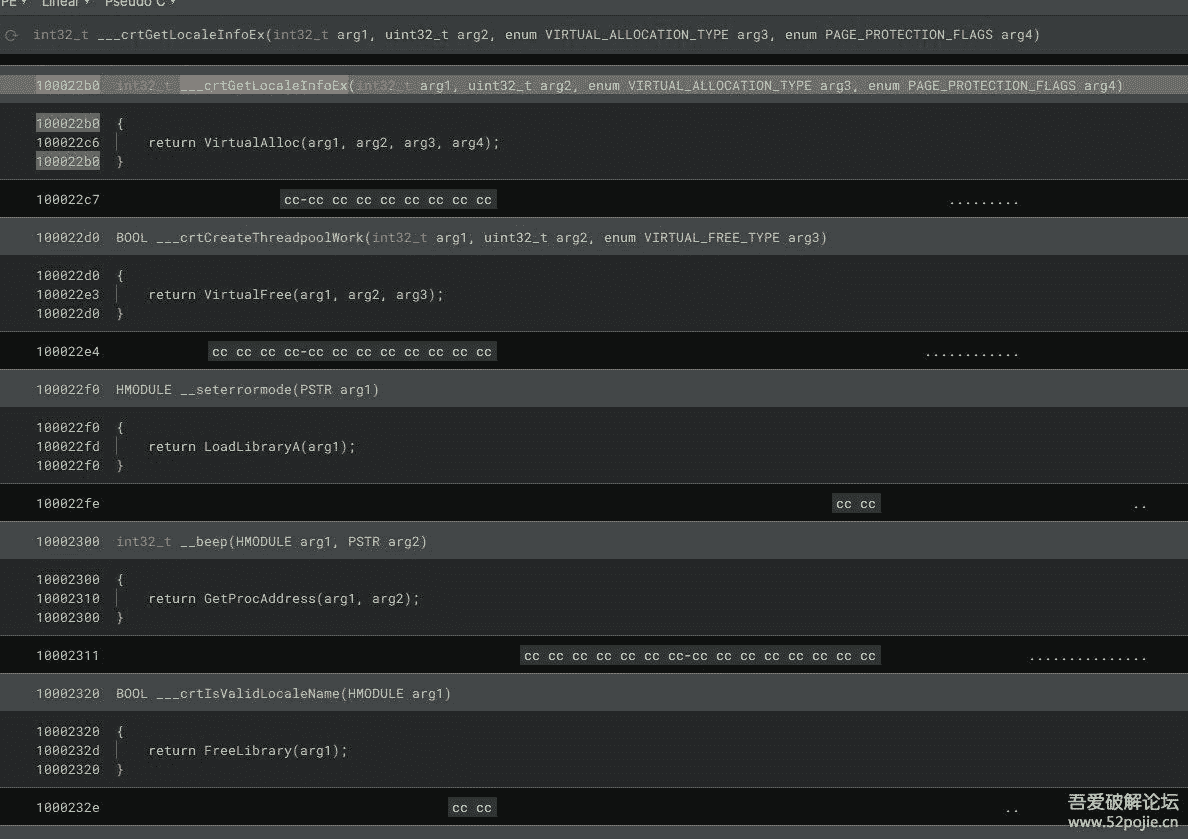 PE Linear Pseudo C
int32_t ___crtGetLocaleInfoEx(int32_t arg1, uint32_t arg2, enum VIRTUAL_ALLOCATION_TYPE arg3, enum PAGE_PROTECTION_FLAGS arg4)
100022b0 int32_t ___crtGetLocaleInfoEx(int32_t arg1, uint32_t arg2, enum VIRTUAL_ALLOCATION_TYPE arg3, enum PAGE_PROTECTION_FLAGS arg4)
100022b0 {
100022c6 return VirtualAlloc(arg1, arg2, arg3, arg4);
100022b0 }
100022c7 cc-cc cc cc cc cc cc cc cc .........
100022d0 BOOL ___crtCreateThreadpoolWork(int32_t arg1, uint32_t arg2, enum VIRTUAL_FREE_TYPE arg3)
100022d0 {
100022e3 return VirtualFree(arg1, arg2, arg3);
100022d0 }
100022e4 cc cc cc cc-cc cc cc cc cc cc cc cc ............
100022f0 HMODULE __seterrormode(PSTR arg1)
100022f0 {
100022fd return LoadLibraryA(arg1);
100022f0 }
100022fe cc cc ..
10002300 int32_t __beep(HMODULE arg1, PSTR arg2)
10002300 {
10002310 return GetProcAddress(arg1, arg2);
10002300 }
10002311 cc cc cc cc cc cc cc-cc cc cc cc cc cc cc cc ...............
10002320 BOOL ___crtIsValidLocaleName(HMODULE arg1)
10002320 {
1000232d return FreeLibrary(arg1);
10002320 }
1000232e cc cc ..
吾爱破解论坛
www.52pojie.cn